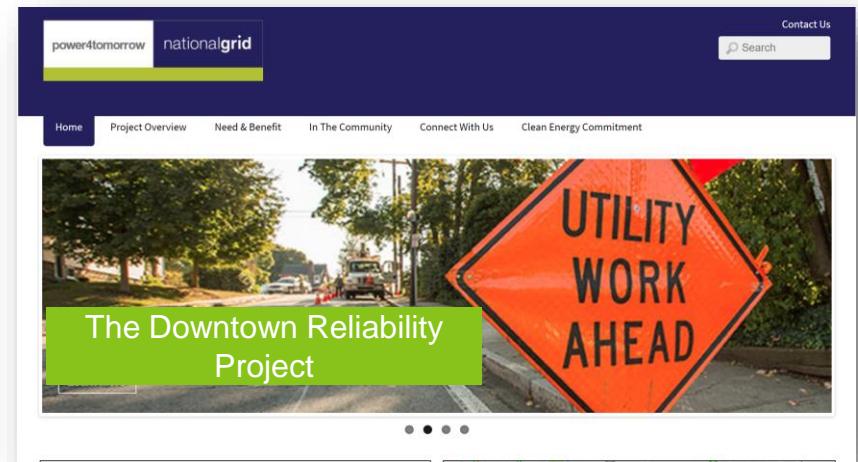 Contact Us
power4tomorrow nationalgrid
Search
Home Project Overview Need & Benefit In The Community Connect With Us Clean Energy Commitment
UTILITY
WORK
AHEAD
The Downtown Reliability
Project